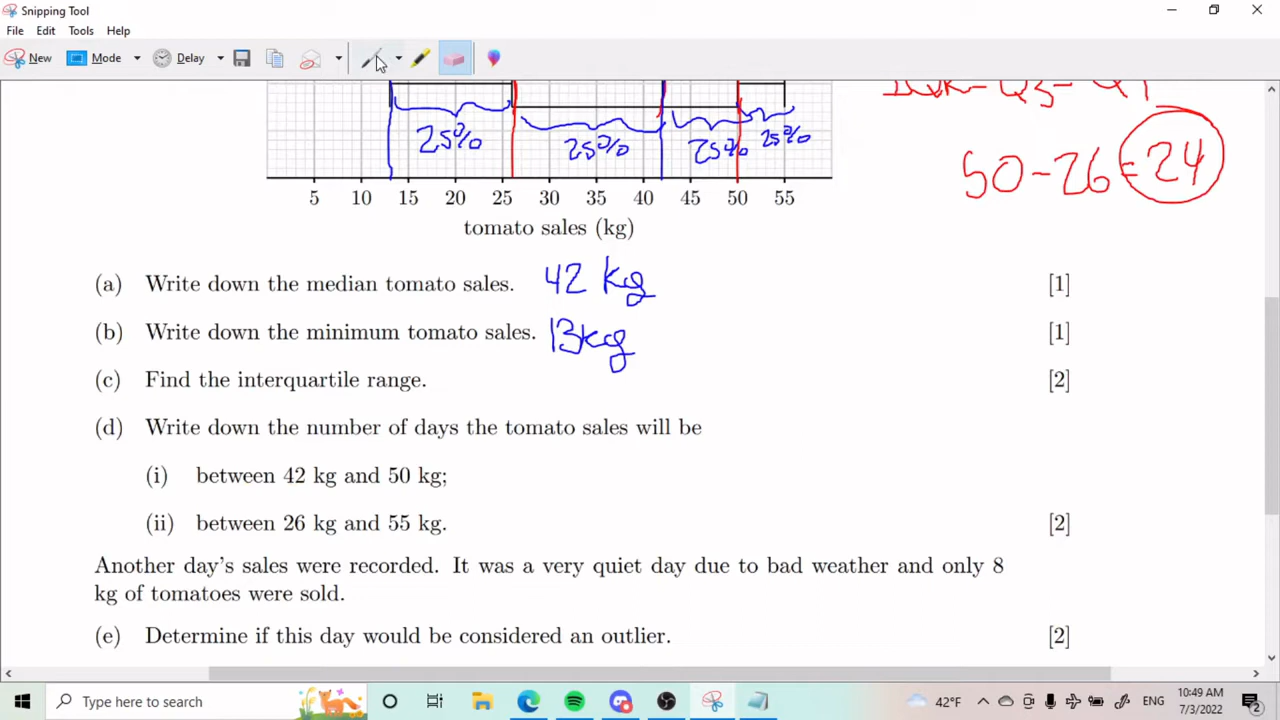 Snipping Tool
File Edit Tools Help
New Mode Delay
50-26=24
25% 25% 25% 25%
5 10 15 20 25 30 35 40 45 50 55
tomato sales (kg)
(a) Write down the median tomato sales. 42 kg [1]
(b) Write down the minimum tomato sales. 13kg [1]
(c) Find the interquartile range. [2]
(d) Write down the number of days the tomato sales will be
(i) between 42 kg and 50 kg;
(ii) between 26 kg and 55 kg. [2]
Another day's sales were recorded. It was a very quiet day due to bad weather and only 8
kg of tomatoes were sold.
(e) Determine if this day would be considered an outlier. [2]
Type here to search
42°F ENG
10:49 AM
7/3/2022
2